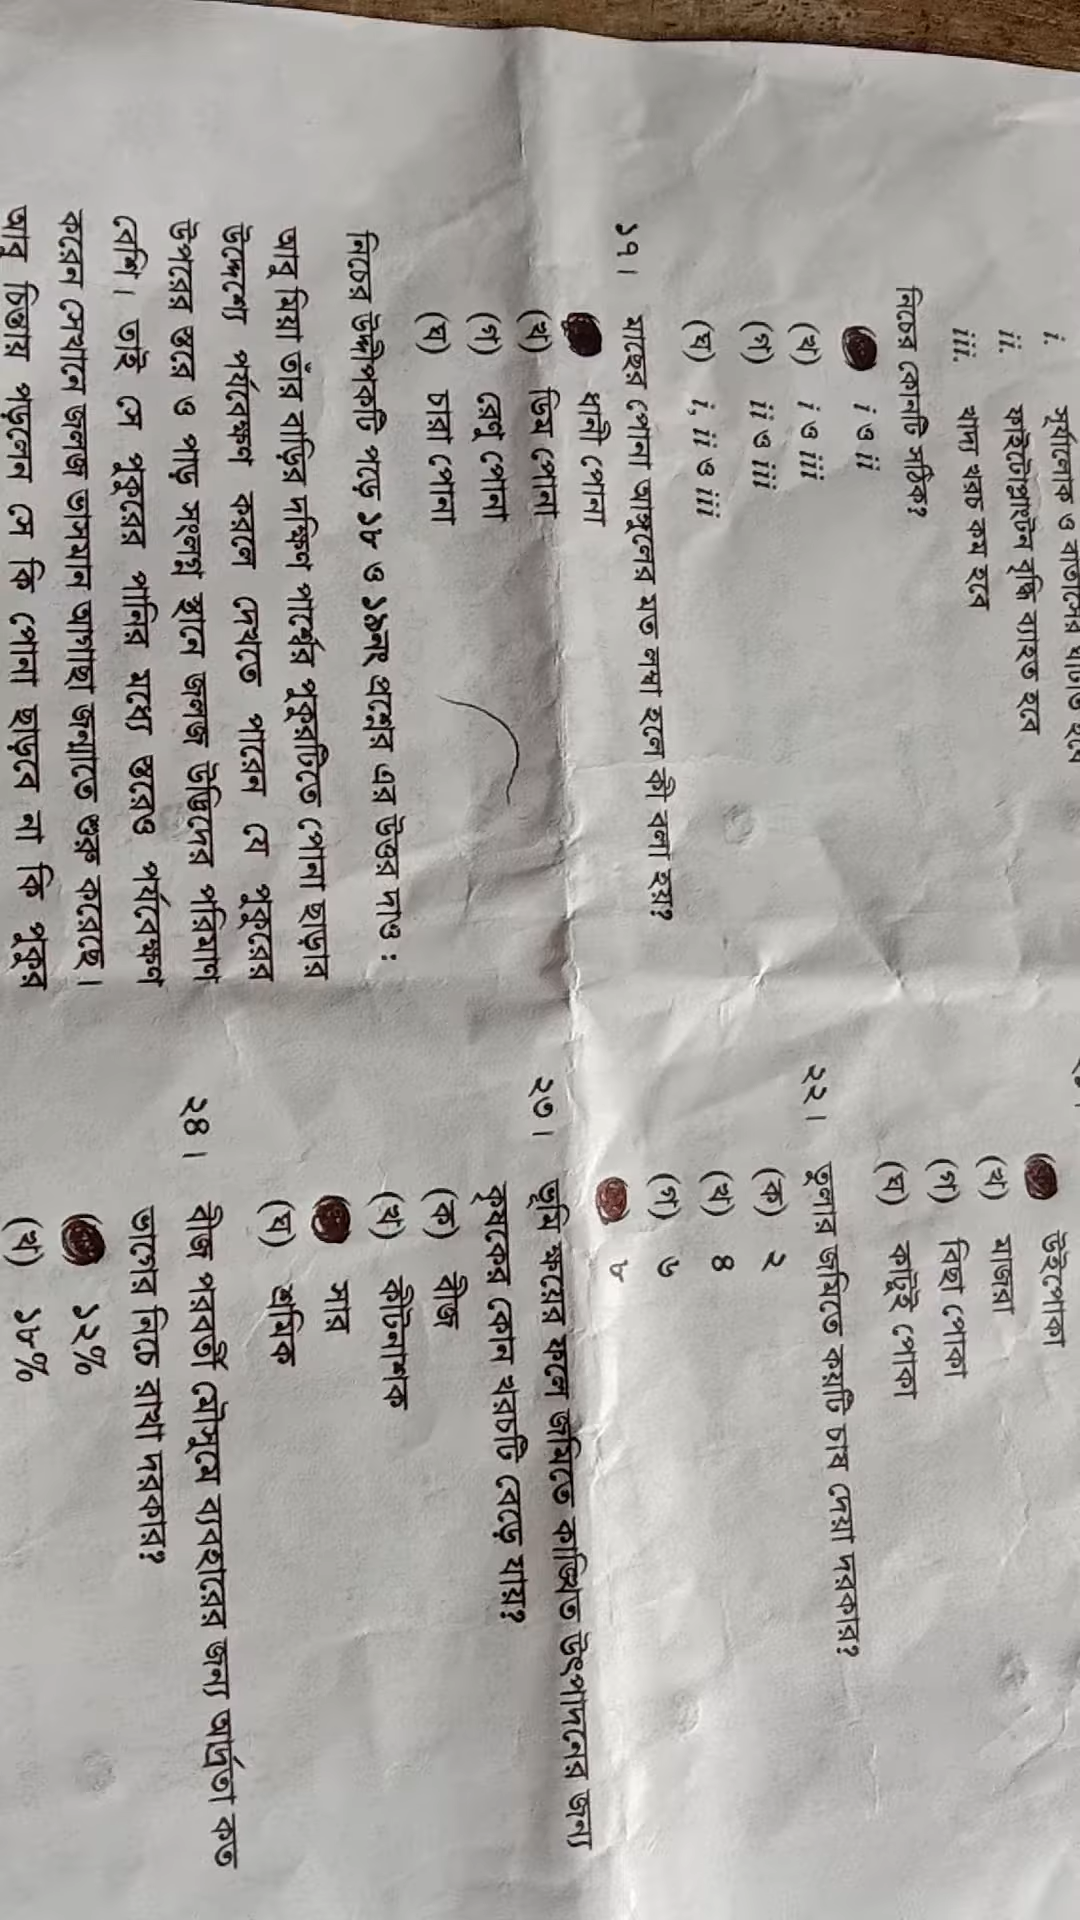 i. সূর্যালোক ও বাতাসের ঘাটতি হবে
ii. ফাইটোপ্লাংটন বৃদ্ধি ব্যাহত হবে
iii. খাদ্য খরচ কম হবে
নিচের কোনটি সঠিক?
i ও ii
(খ) i ও iii
(গ) ii ও iii
(ঘ) i, ii ও iii
১৭। মাছের পোনা আঙ্গুলের মত লম্বা হলে কী বলা হয়?
ধানী পোনা
(খ) ডিম পোনা
(গ) রেণু পোনা
(ঘ) চারা পোনা
নিচের উদ্দীপকটি পড়ে ১৮ ও ১৯নং প্রশ্নের এর উত্তর দাও :
আবু মিয়া তাঁর বাড়ির দক্ষিণ পার্শ্বের পুকুরটিতে পোনা ছাড়ার
উদ্দেশ্যে পর্যবেক্ষণ করলে দেখতে পারেন যে পুকুরের
উপরের স্তরে ও পাড় সংলগ্ন স্থানে জলজ উদ্ভিদের পরিমাণ
বেশি। তাই সে পুকুরের পানির মধ্যে স্তরেও পর্যবেক্ষণ
করেন সেখানে জলজ ভাসমান আগাছা জন্মাতে শুরু করেছে।
আবু চিন্তায় পড়লেন সে কি পোনা ছাড়বে না কি পুকুর
উইপোকা
(খ) মাজরা
(গ) বিছা পোকা
(ঘ) কাটুই পোকা
২২। তুলার জমিতে কয়টি চাষ দেয়া দরকার?
(ক) ২
(খ) ৪
(গ) ৬
৮
২৩। ভূমি ক্ষয়ের ফলে জমিতে কাঙ্খিত উৎপাদনের জন্য
কৃষকের কোন খরচটি বেড়ে যায়?
(ক) বীজ
(খ) কীটনাশক
সার
(ঘ) শ্রমিক
২৪। বীজ পরবর্তী মৌসুমে ব্যবহারের জন্য আর্দ্রতা কত
ভাগের নিচে রাখা দরকার?
১২%
(খ) ১৮%